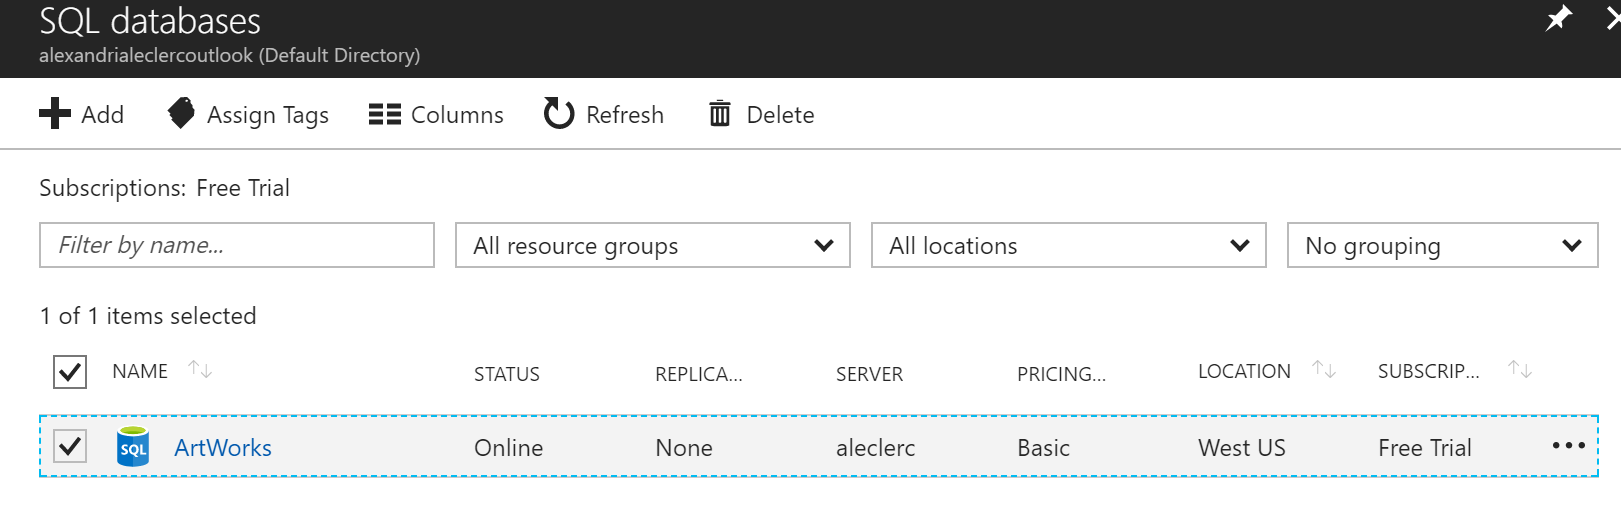 SQL databases
alexandrialeclercoutlook (Default Directory)
Add Assign Tags Columns Refresh Delete
Subscriptions: Free Trial
Filter by name... All resource groups All locations No grouping
1 of 1 items selected
NAME STATUS REPLICA... SERVER PRICING... LOCATION SUBSCRIP...
SQL ArtWorks Online None aleclerc Basic West US Free Trial